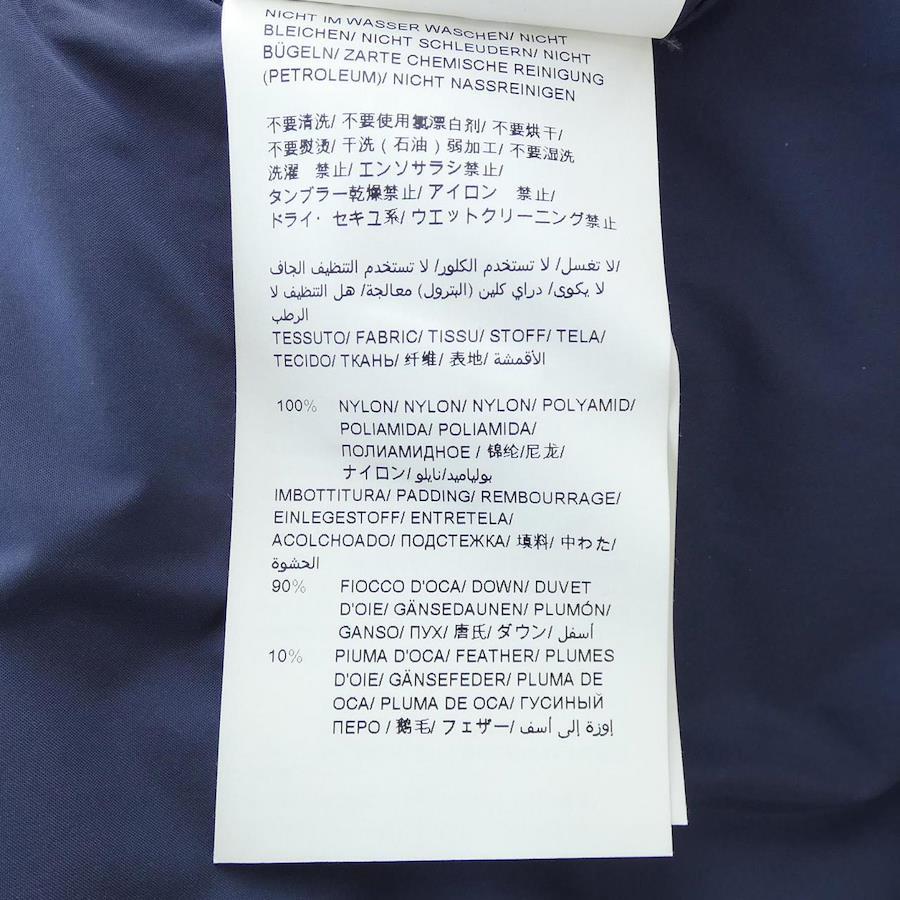 NICHT IM WASSER WASCHEN/ NICHT
BLEICHEN/ NICHT SCHLEUDERN/ NICHT
BÜGELN/ ZARTE CHEMISCHE REINIGUNG
(PETROLEUM)/ NICHT NASSREINIGEN
不要清洗/ 不要使用氯漂白剂/ 不要烘干/
不要熨烫/ 干洗（石油）弱加工/ 不要湿洗
洗濯 禁止/ エンソサラシ禁止/
タンブラー乾燥禁止/ アイロン 禁止/
ドライ・セキユ系/ ウエットクリーニング禁止
لا تغسل/ لا تستخدم الكلور/ لا تستخدم التنظيف الجاف/
لا يكوى/ دراي كلين (البترول) معالجة/ هل التنظيف لا
الرطب
TESSUTO/ FABRIC/ TISSU/ STOFF/ TELA/
TECIDO/ ТКАНЬ/ 纤维/ 表地/ الأقمشة
100% NYLON/ NYLON/ NYLON/ POLYAMID/
POLIAMIDA/ POLIAMIDA/
ПОЛИАМИДНОЕ / 锦纶/尼龙/
ナイロン/ بولياميد/نايلو
IMBOTTITURA/ PADDING/ REMBOURRAGE/
EINLEGESTOFF/ ENTRETELA/
ACOLCHOADO/ ПОДСТЕЖКА/ 填料/ 中わた/
الحشوة
90% FIOCCO D'OCA/ DOWN/ DUVET
D'OIE/ GÄNSEDAUNEN/ PLUMÓN/
GANSO/ ПУХ/ 唐氏/ ダウン/ أسفل
10% PIUMA D'OCA/ FEATHER/ PLUMES
D'OIE/ GÄNSEFEDER/ PLUMA DE
OCA/ PLUMA DE OCA/ ГУСИНЫЙ
ПЕРО / 鹅毛/ フェザー/ إوزة إلى أسف